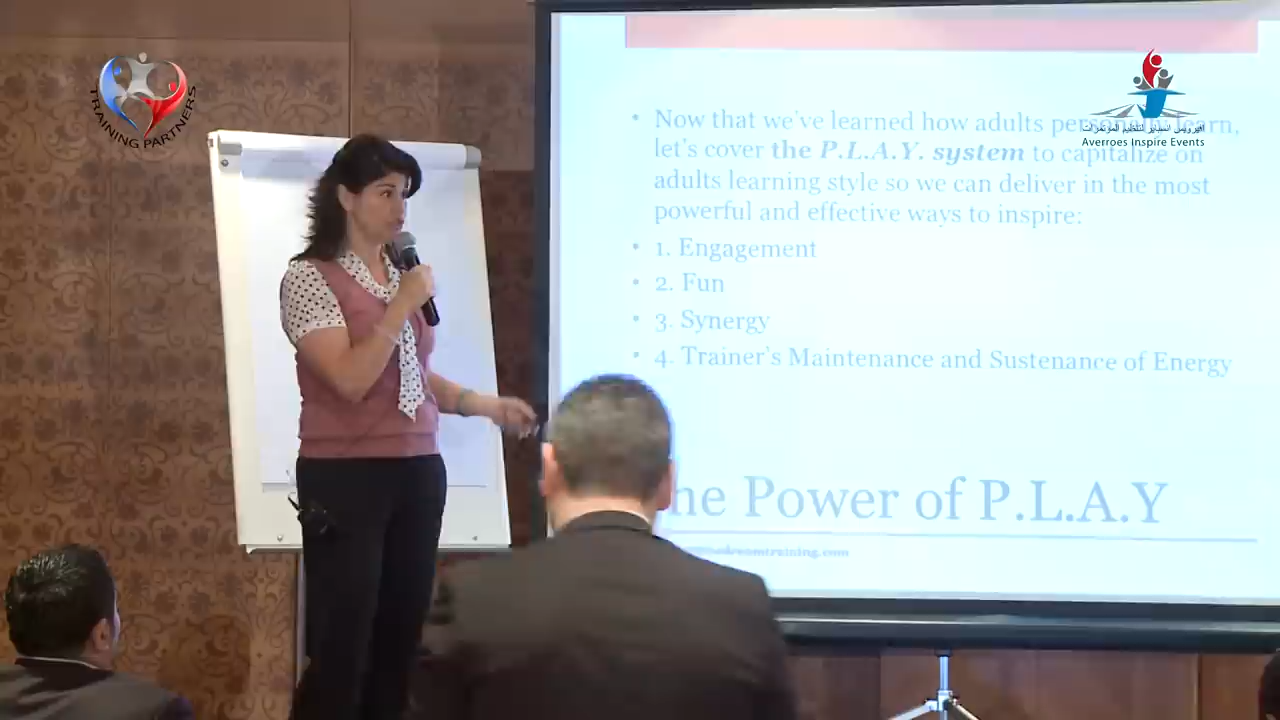 TRAINING PARTNERS
Averroes Inspire Events
• Now that we've learned how adults personally learn,
let's cover the P.L.A.Y. system to capitalize on
adults learning style so we can deliver in the most
powerful and effective ways to inspire:
• 1. Engagement
• 2. Fun
• 3. Synergy
• 4. Trainer's Maintenance and Sustenance of Energy
The Power of P.L.A.Y